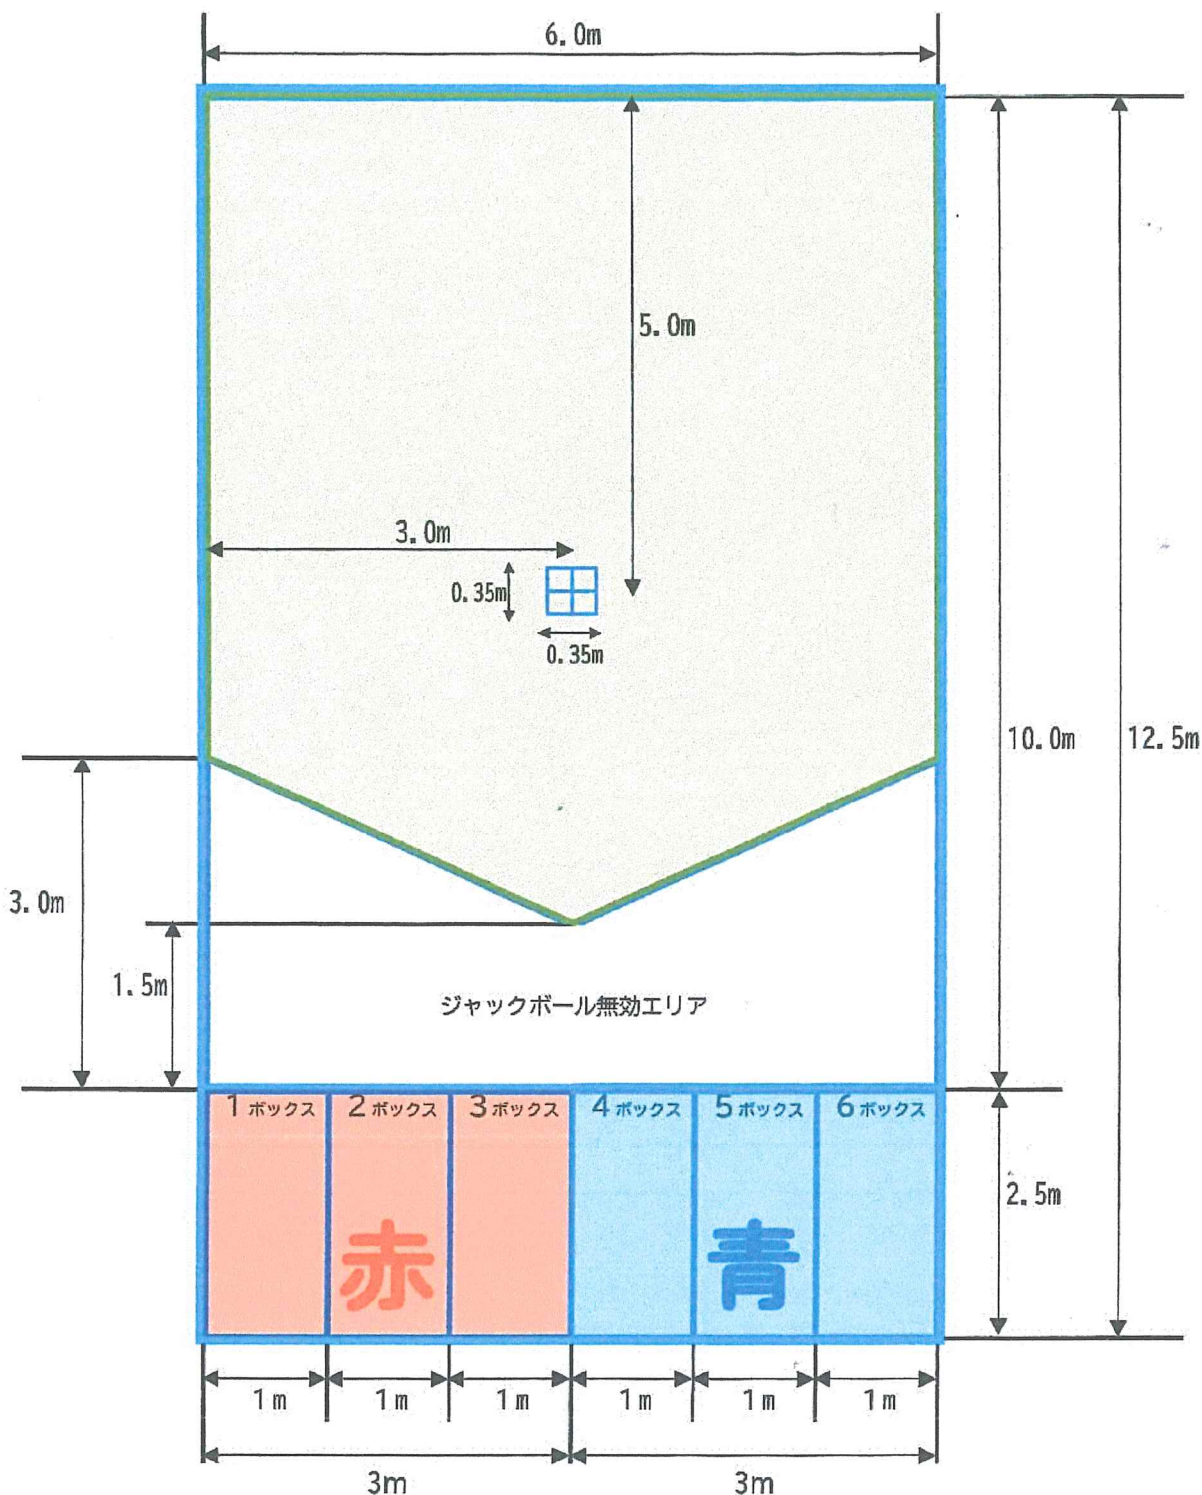 6.0m
5.0m
3.0m
0.35m
0.35m
10.0m
12.5m
3.0m
1.5m
ジャックボール無効エリア
1ボックス 2ボックス 3ボックス 4ボックス 5ボックス 6ボックス
2.5m
赤 青
1m 1m 1m 1m 1m 1m
3m 3m